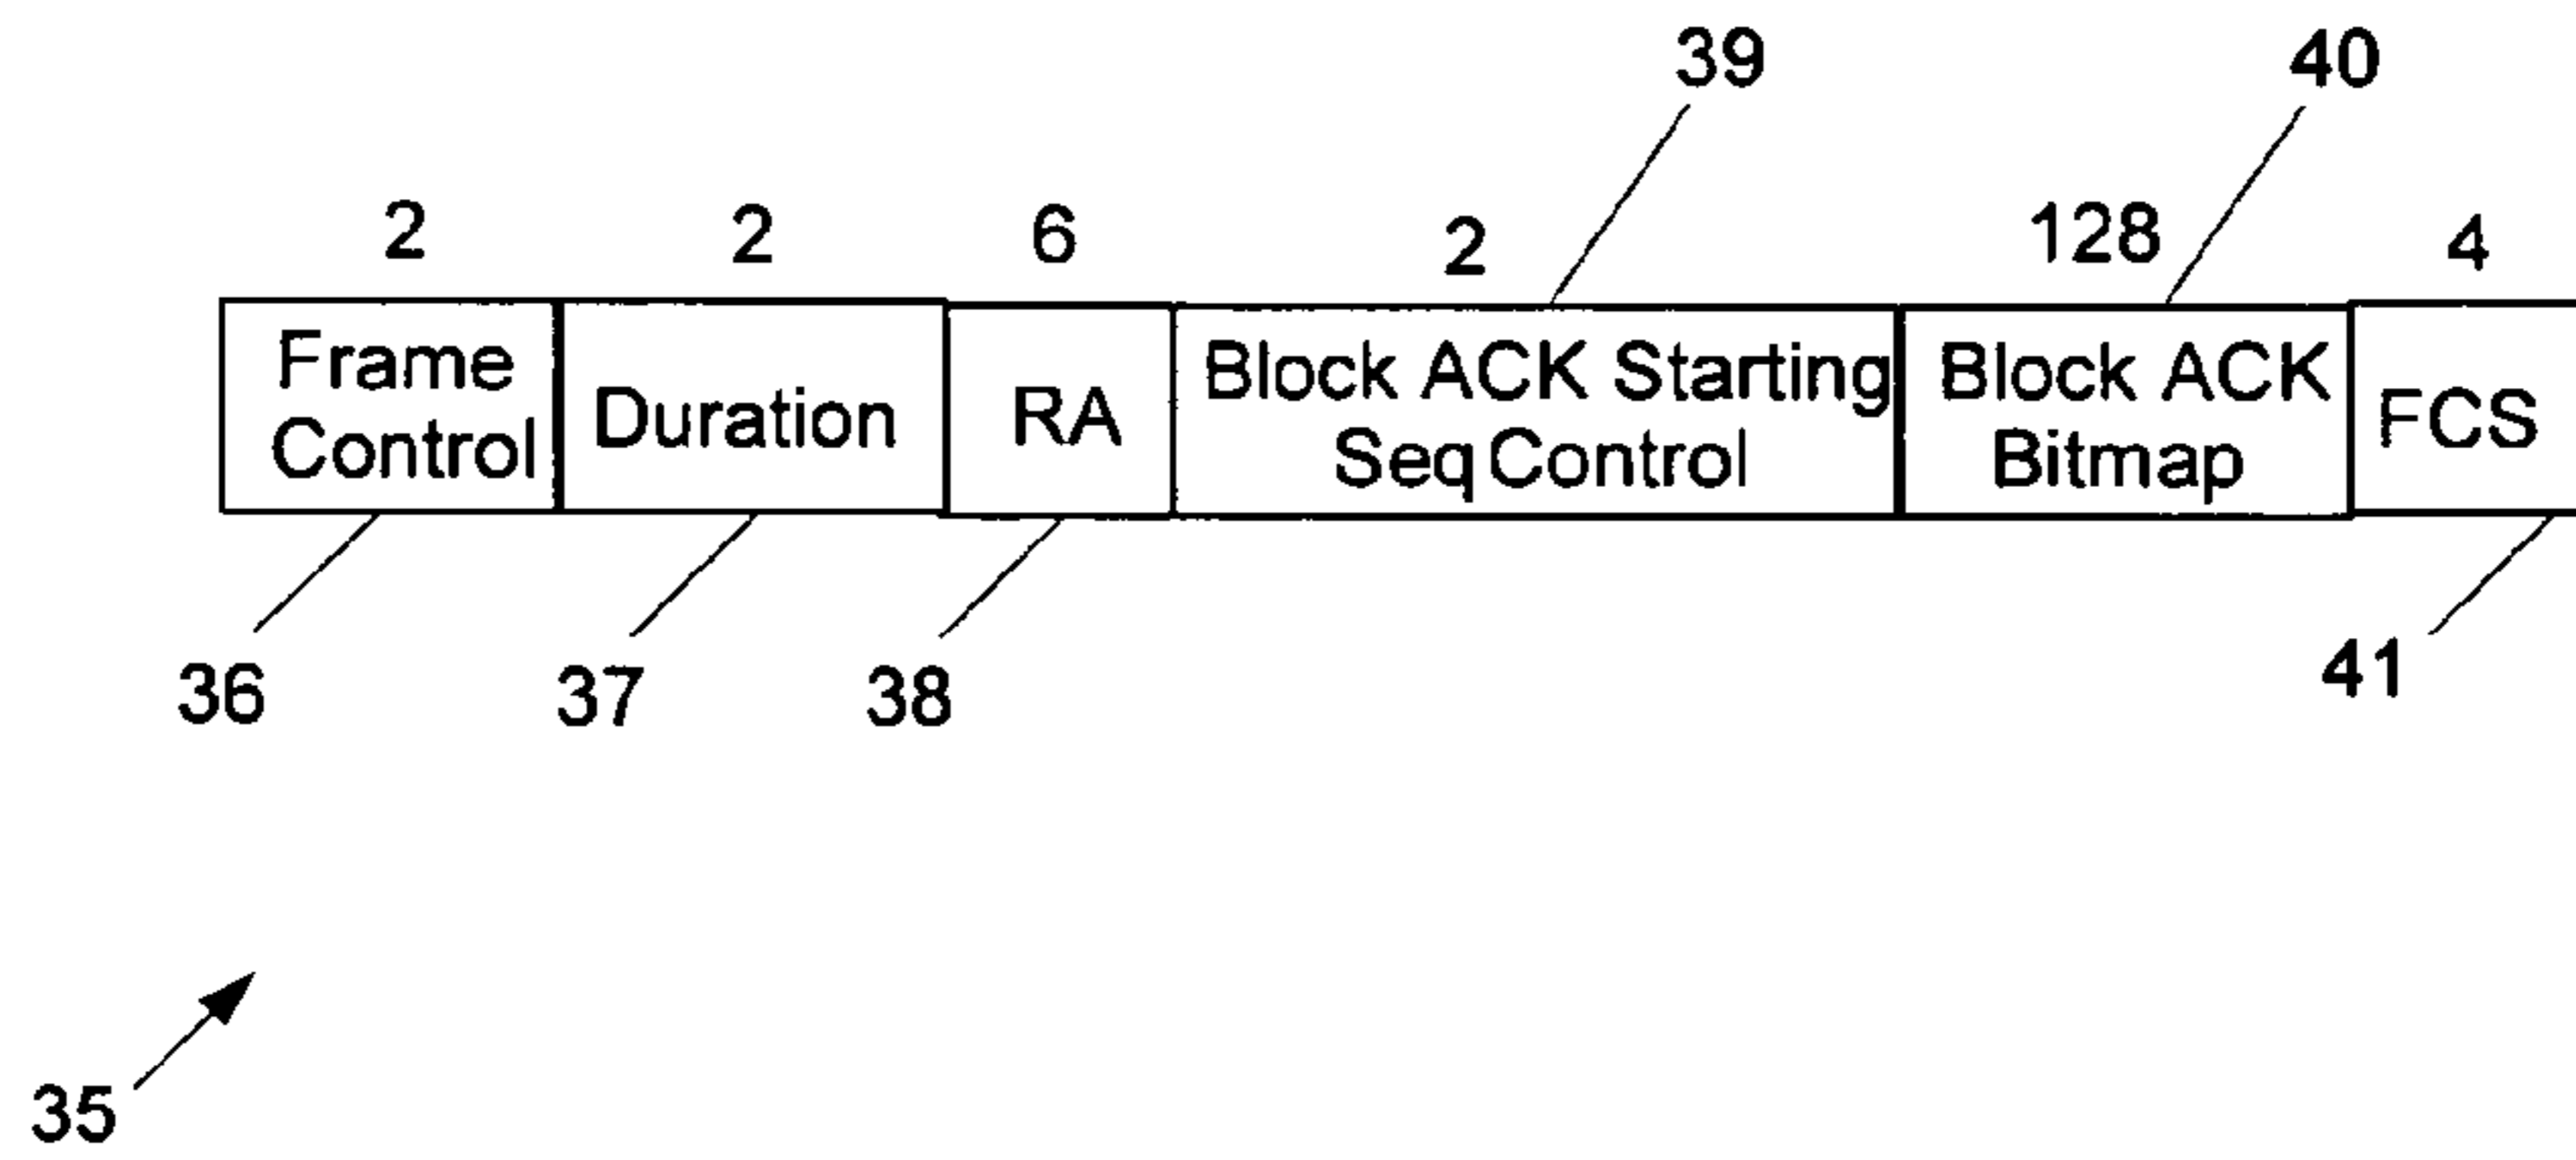 39 40
2 2 6 2 128 4
Frame Control Duration RA Block ACK Starting Seq Control Block ACK Bitmap FCS
36 37 38 41
35